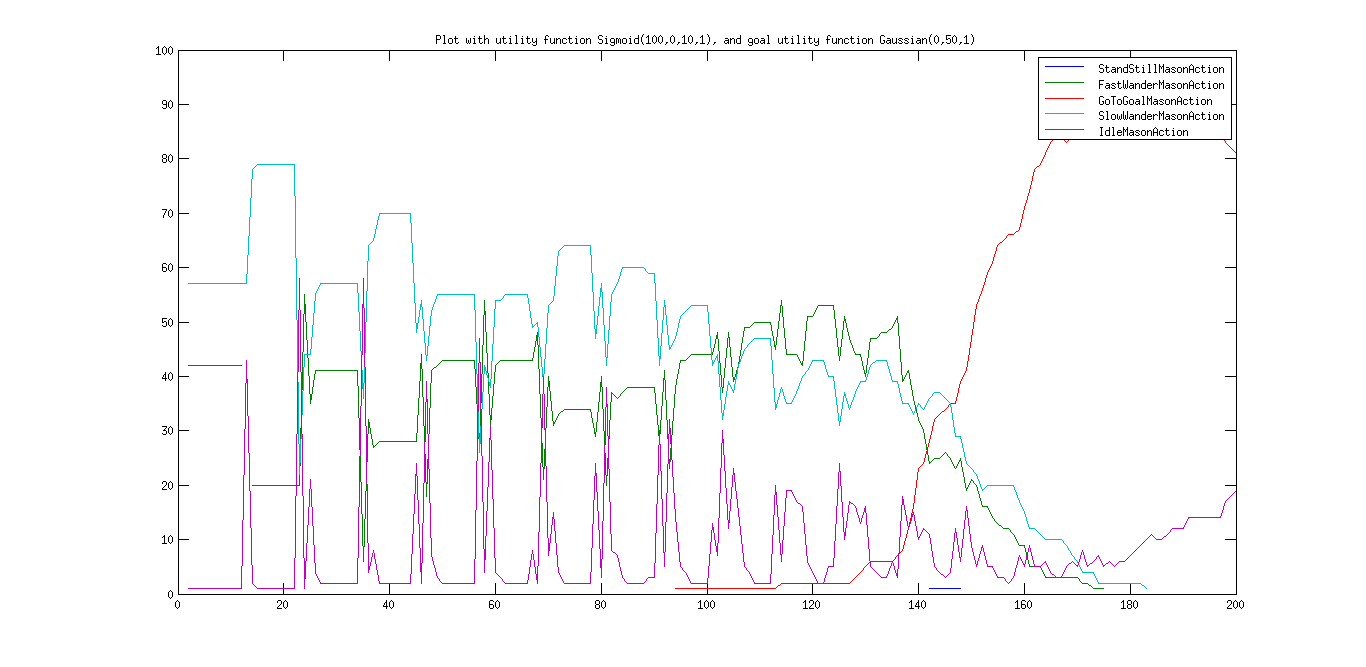 Plot with utility function Sigmoid(100,0,10,1), and goal utility function Gaussian(0,50,1)
100
90
80
70
60
50
40
30
20
10
0
StandStillMasonAction
FastWanderMasonAction
GoToGoalMasonAction
SlowWanderMasonAction
IdleMasonAction
0 20 40 60 80 100 120 140 160 180 200